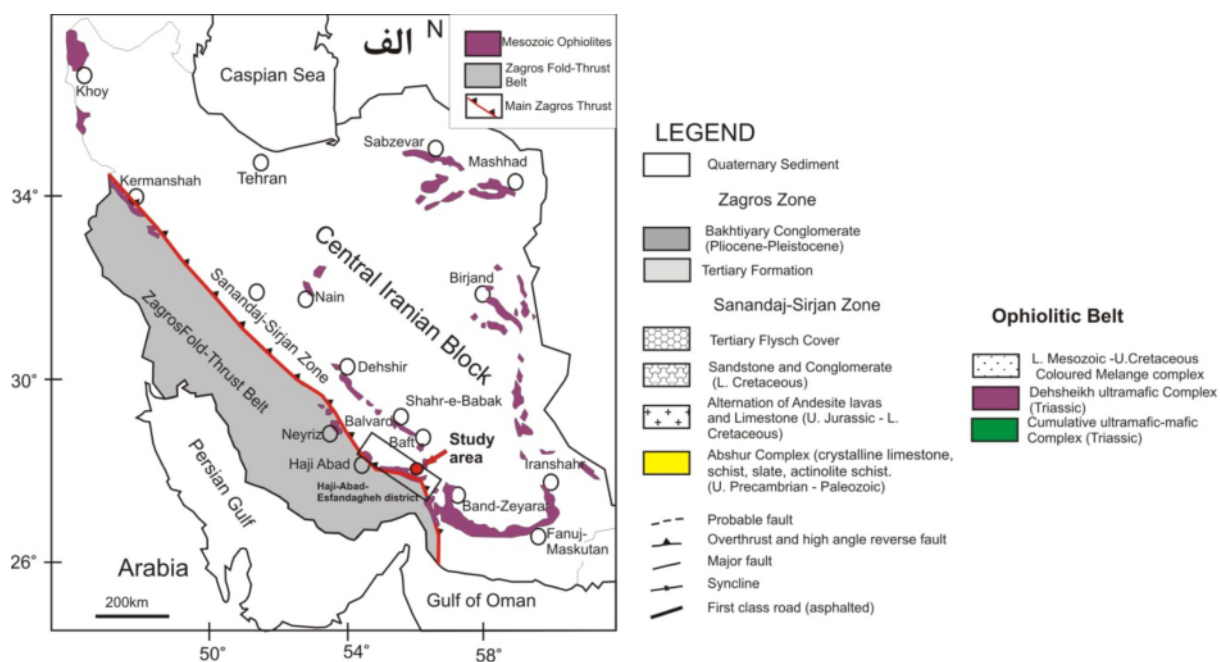 الف
N
Mesozoic Ophiolites
Zagros Fold-Thrust
Belt
Main Zagros Thrust
Caspian Sea
Khoy
Sabzevar
Mashhad
Tehran
Kermanshah
34°
Central Iranian Block
Birjand
Nain
Sanandaj-Sirjan Zone
ZagrosFold-Thrust Belt
30°
Dehshir
Shahr-e-Babak
Balvard
Neyriz
Baft
Study
area
Haji Abad
Iranshahr
Haji-Abad-
Esfandagheh district
Band-Zeyarat
Persian Gulf
Fanuj-
Maskutan
26°
Arabia
200km
Gulf of Oman
50°
54°
58°
LEGEND
Quaternary Sediment
Zagros Zone
Bakhtiyary Conglomerate
(Pliocene-Pleistocene)
Tertiary Formation
Sanandaj-Sirjan Zone
Tertiary Flysch Cover
Sandstone and Conglomerate
(L. Cretaceous)
Alternation of Andesite lavas
and Limestone (U. Jurassic - L.
Cretaceous)
Abshur Complex (crystalline limestone,
schist, slate, actinolite schist.
(U. Precambrian - Paleozoic)
Probable fault
Overthrust and high angle reverse fault
Major fault
Syncline
First class road (asphalted)
Ophiolitic Belt
L. Mesozoic -U.Cretaceous
Coloured Melange complex
Dehsheikh ultramafic Complex
(Triassic)
Cumulative ultramafic-mafic
Complex (Triassic)